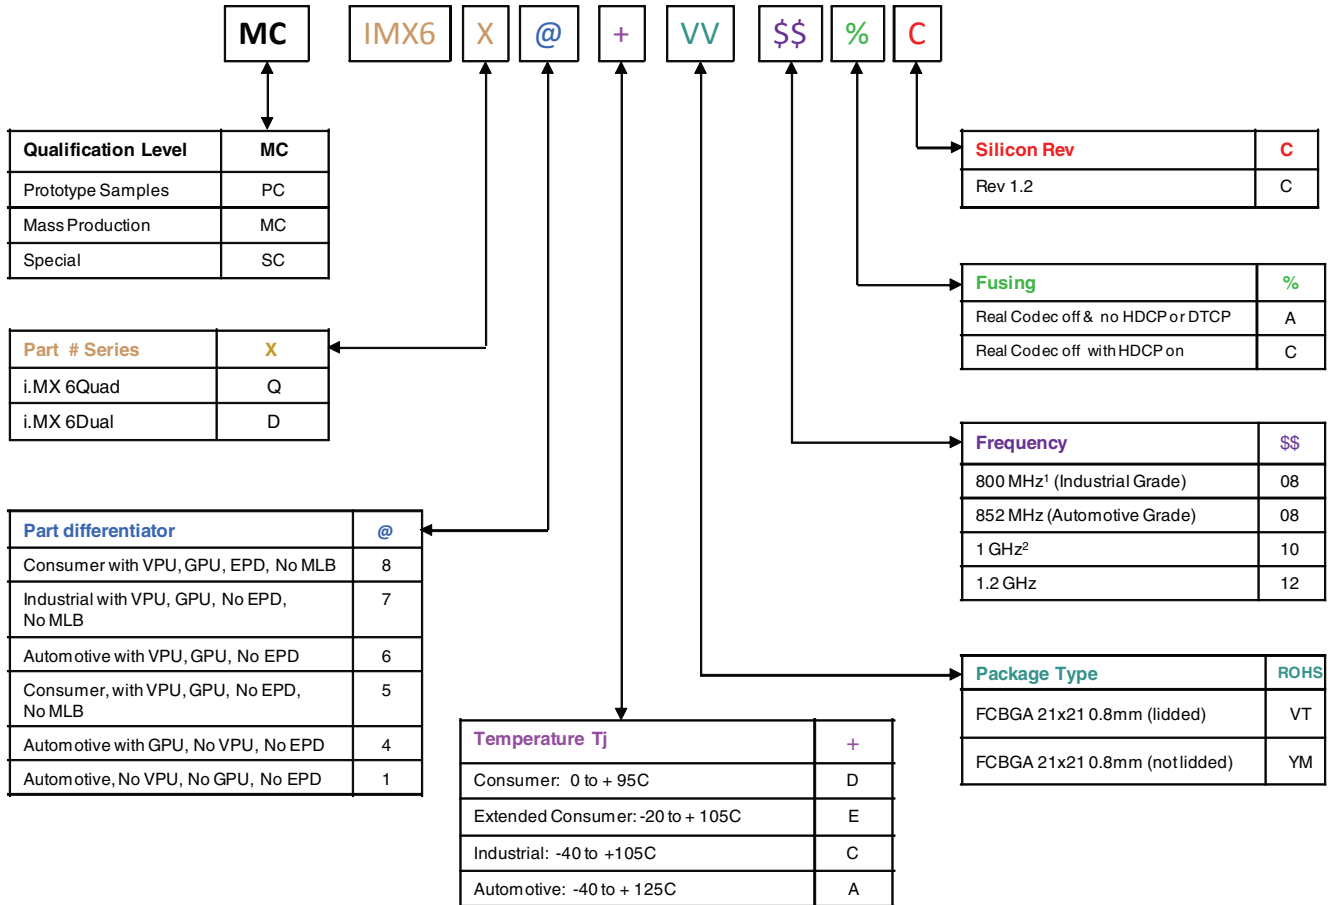 MC IMX6 X @ + VV $$ % C
Qualification Level MC
Prototype Samples PC
Mass Production MC
Special SC
Part # Series X
i.MX 6Quad Q
i.MX 6Dual D
Part differentiator @
Consumer with VPU, GPU, EPD, No MLB 8
Industrial with VPU, GPU, No EPD,
No MLB 7
Automotive with VPU, GPU, No EPD 6
Consumer, with VPU, GPU, No EPD,
No MLB 5
Automotive with GPU, No VPU, No EPD 4
Automotive, No VPU, No GPU, No EPD 1
Temperature Tj +
Consumer: 0 to + 95C D
Extended Consumer: -20 to + 105C E
Industrial: -40 to +105C C
Automotive: -40 to + 125C A
Silicon Rev C
Rev 1.2 C
Fusing %
Real Codec off & no HDCP or DTCP A
Real Codec off with HDCP on C
Frequency $$
800 MHz¹ (Industrial Grade) 08
852 MHz (Automotive Grade) 08
1 GHz² 10
1.2 GHz 12
Package Type ROHS
FCBGA 21x21 0.8mm (lidded) VT
FCBGA 21x21 0.8mm (not lidded) YM